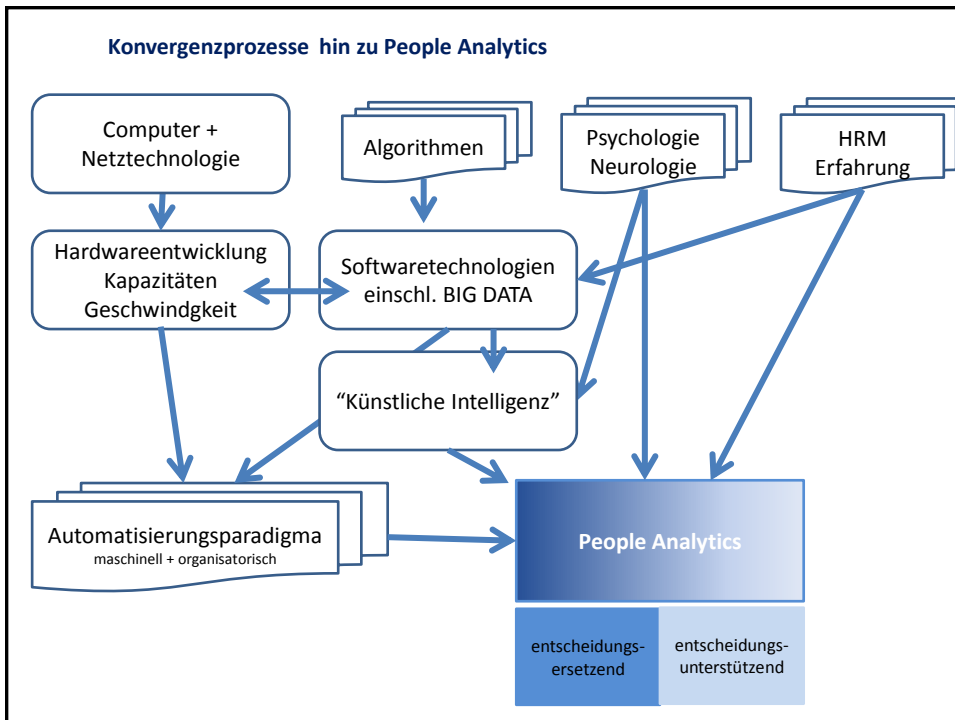 Konvergenzprozesse hin zu People Analytics
Computer +
Netztechnologie
Algorithmen
Psychologie
Neurologie
HRM
Erfahrung
Hardwareentwicklung
Kapazitäten
Geschwindgkeit
Softwaretechnologien
einschl. BIG DATA
“Künstliche Intelligenz”
Automatisierungsparadigma
maschinell + organisatorisch
People Analytics
entscheidungs-
ersetzend
entscheidungs-
unterstützend